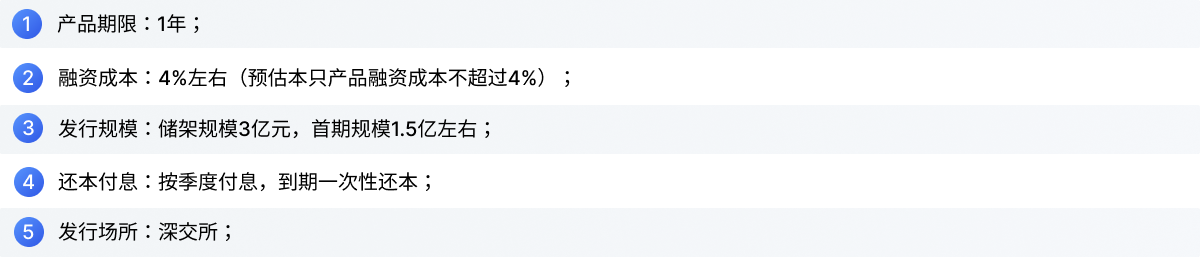 1 产品期限：1年；
2 融资成本：4%左右（预估本只产品融资成本不超过4%）；
3 发行规模：储架规模3亿元，首期规模1.5亿左右；
4 还本付息：按季度付息，到期一次性还本；
5 发行场所：深交所；